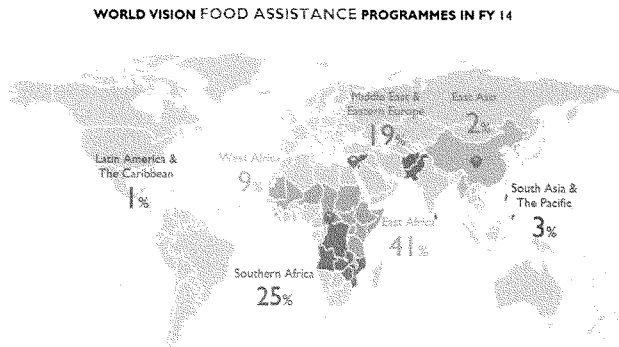 WORLD VISION FOOD ASSISTANCE PROGRAMMES IN FY 14
Middle East &
Eastern Europe
19%
East Asia
2%
Latin America &
The Caribbean
1%
West Africa
9%
South Asia &
The Pacific
3%
East Africa
41%
Southern Africa
25%